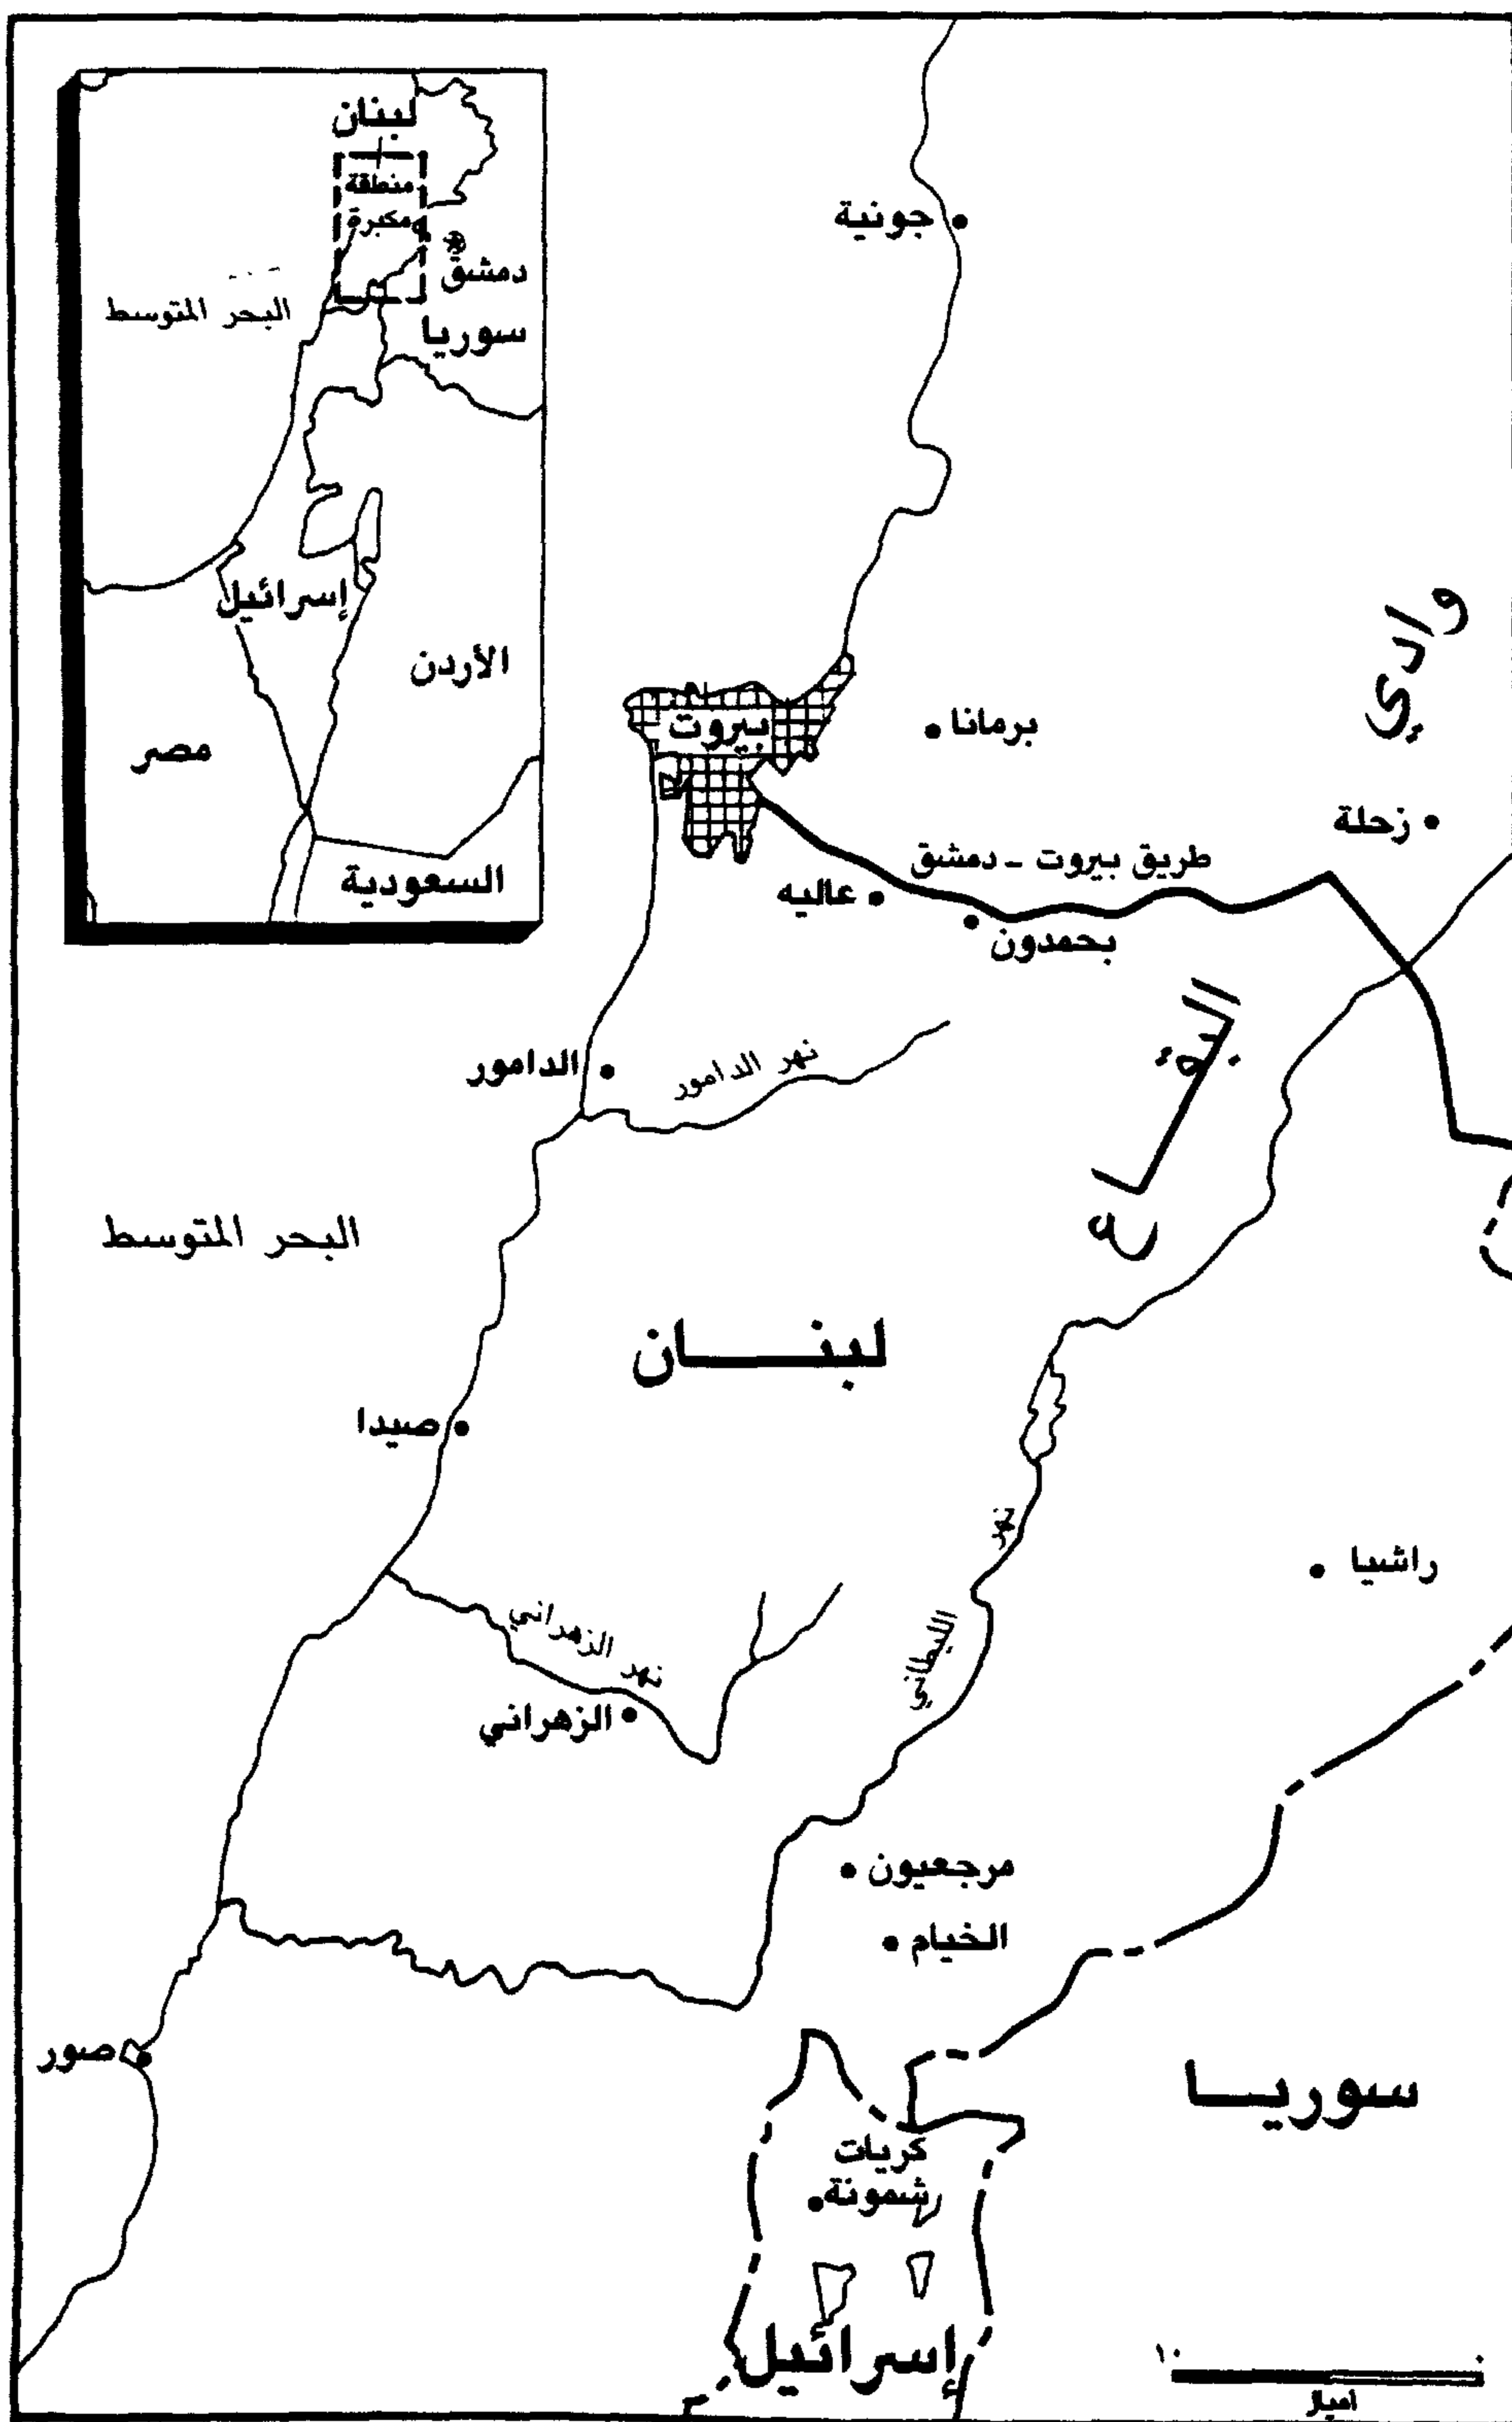 لبنان
منطقة
مكبرة
دمشق
البحر المتوسط
سوريا
إسرائيل
الأردن
مصر
السعودية
جونية
وادي
بيروت
برمانا
زحلة
طريق بيروت - دمشق
عاليه
بحمدون
البقاع
الدامور
نهر الدامور
البحر المتوسط
لبنان
صيدا
نهر
الليطاني
راشيا
نهر الزهراني
الزهراني
مرجعيون
الخيام
صور
سوريا
كريات
شمونة
إسرائيل
١٠ ٠
أميال